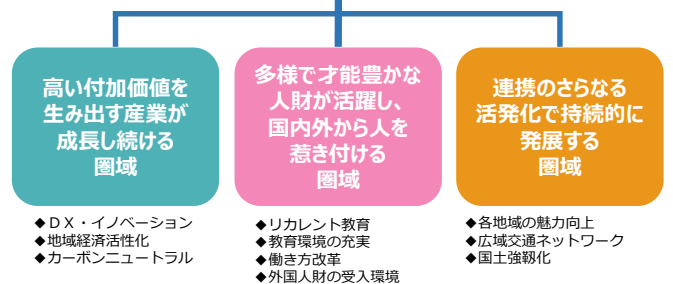 高い付加価値を
生み出す産業が
成長し続ける
圏域
◆ＤＸ・イノベーション
◆地域経済活性化
◆カーボンニュートラル
多様で才能豊かな
人財が活躍し、
国内外から人を
惹き付ける
圏域
◆リカレント教育
◆教育環境の充実
◆働き方改革
◆外国人財の受入環境
連携のさらなる
活発化で持続的に
発展する
圏域
◆各地域の魅力向上
◆広域交通ネットワーク
◆国土強靱化